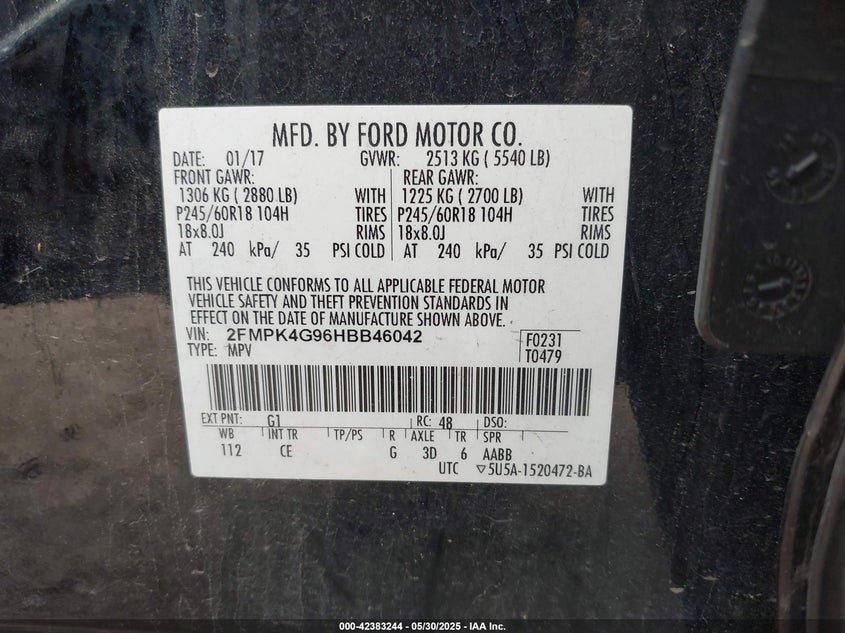 MFD. BY FORD MOTOR CO.
DATE: 01/17 GVWR: 2513 KG ( 5540 LB)
FRONT GAWR: REAR GAWR:
1306 KG ( 2880 LB) WITH 1225 KG ( 2700 LB) WITH
P245/60R18 104H TIRES P245/60R18 104H TIRES
18x8.0J RIMS 18x8.0J RIMS
AT 240 kPa/ 35 PSI COLD AT 240 kPa/ 35 PSI COLD
THIS VEHICLE CONFORMS TO ALL APPLICABLE FEDERAL MOTOR
VEHICLE SAFETY AND THEFT PREVENTION STANDARDS IN
EFFECT ON THE DATE OF MANUFACTURE SHOWN ABOVE.
VIN: 2FMPK4G96HBB46042 F0231
TYPE: MPV T0479
EXT PNT: G1 RC: 48 DSO:
WB INT TR TP/PS R AXLE TR SPR
112 CE G 3D 6 AABB
UTC ▽5U5A-1520472-BA
000-42383244 / 05/30/2025 - IAA Inc.